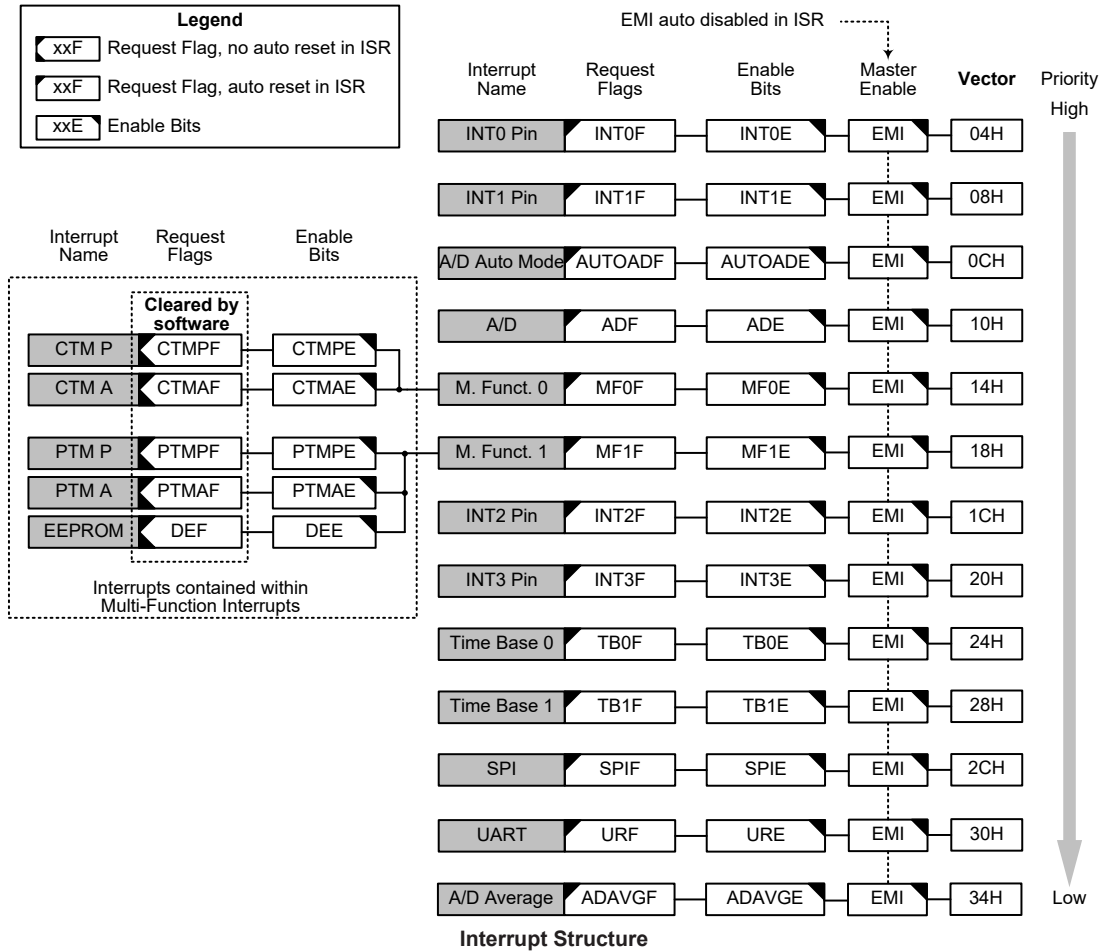 Legend
xxF Request Flag, no auto reset in ISR
xxF Request Flag, auto reset in ISR
xxE Enable Bits
EMI auto disabled in ISR
Interrupt Name Request Flags Enable Bits Master Enable Vector Priority
High
INT0 Pin INT0F INT0E EMI 04H
INT1 Pin INT1F INT1E EMI 08H
A/D Auto Mode AUTOADF AUTOADE EMI 0CH
A/D ADF ADE EMI 10H
M. Funct. 0 MF0F MF0E EMI 14H
M. Funct. 1 MF1F MF1E EMI 18H
INT2 Pin INT2F INT2E EMI 1CH
INT3 Pin INT3F INT3E EMI 20H
Time Base 0 TB0F TB0E EMI 24H
Time Base 1 TB1F TB1E EMI 28H
SPI SPIF SPIE EMI 2CH
UART URF URE EMI 30H
A/D Average ADAVGF ADAVGE EMI 34H Low
Interrupt Name Request Flags Enable Bits
Cleared by
software
CTM P CTMPF CTMPE
CTM A CTMAF CTMAE
PTM P PTMPF PTMPE
PTM A PTMAF PTMAE
EEPROM DEF DEE
Interrupts contained within
Multi-Function Interrupts
Interrupt Structure